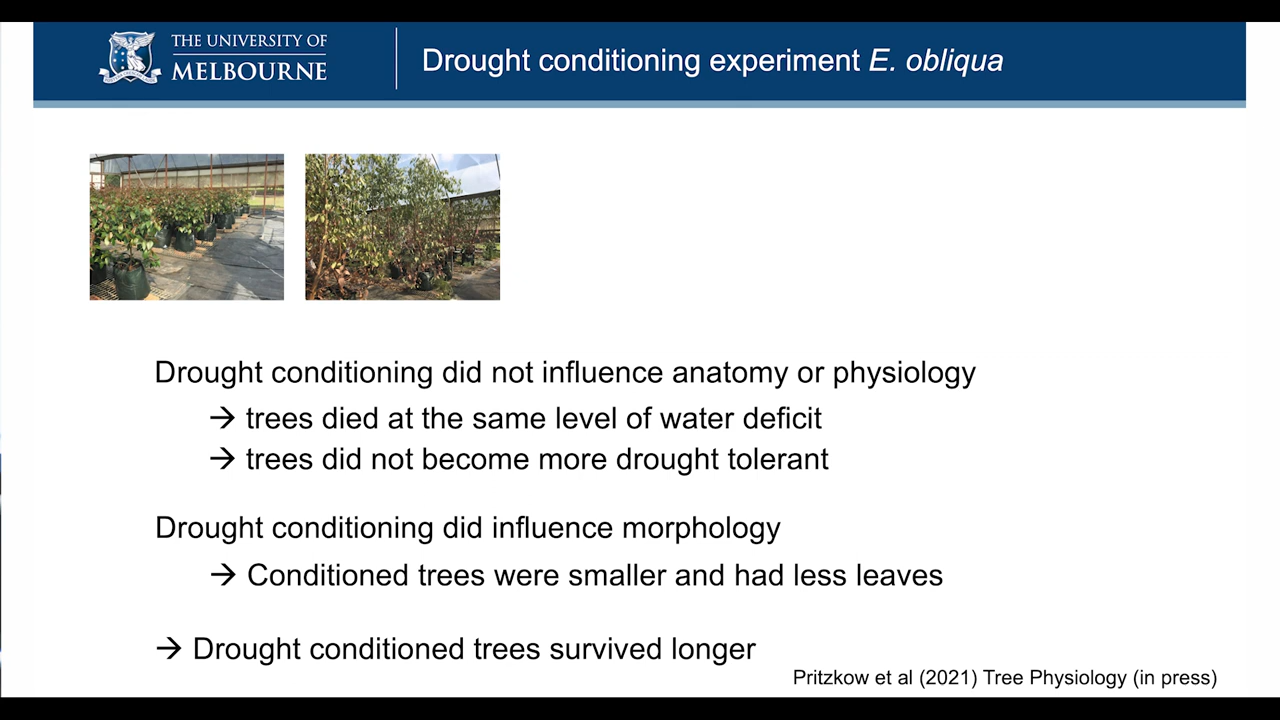 THE UNIVERSITY OF
MELBOURNE
Drought conditioning experiment E. obliqua
Drought conditioning did not influence anatomy or physiology
→ trees died at the same level of water deficit
→ trees did not become more drought tolerant
Drought conditioning did influence morphology
→ Conditioned trees were smaller and had less leaves
→ Drought conditioned trees survived longer
Pritzkow et al (2021) Tree Physiology (in press)